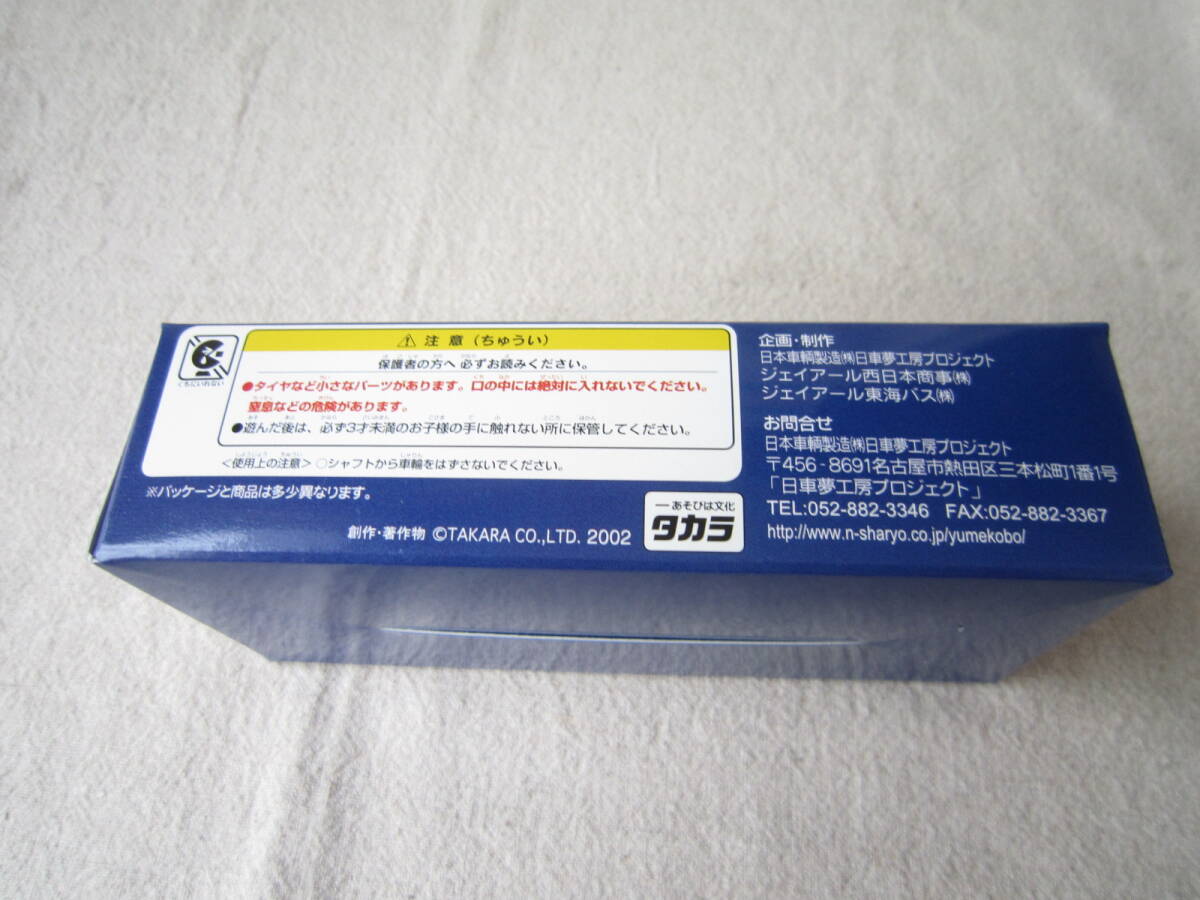 くちにいれない
注意（ちゅうい）
保護者の方へ 必ずお読みください。
●タイヤなど小さなパーツがあります。口の中には絶対に入れないでください。
窒息などの危険があります。
●遊んだ後は、必ず3才未満のお子様の手に触れない所に保管してください。
＜使用上の注意＞ ○シャフトから車輪をはずさないでください。
※パッケージと商品は多少異なります。
創作・著作物 ©TAKARA CO.,LTD. 2002
あそびは文化
タカラ
企画・制作
日本車輌製造㈱日車夢工房プロジェクト
ジェイアール西日本商事㈱
ジェイアール東海バス㈱
お問合せ
日本車輌製造㈱日車夢工房プロジェクト
〒456-8691名古屋市熱田区三本松町1番1号
「日車夢工房プロジェクト」
TEL:052-882-3346 FAX:052-882-3367
http://www.n-sharyo.co.jp/yumekobo/